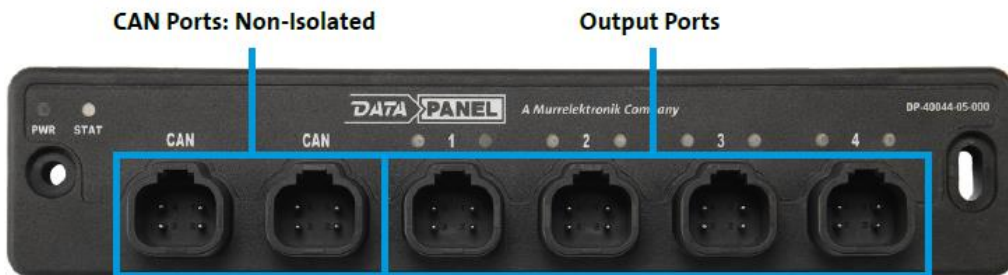 CAN Ports: Non-Isolated
Output Ports
DATA PANEL A Murrelektronik Company
DP-40044-05-000
PWR STAT
CAN CAN 1 2 3 4